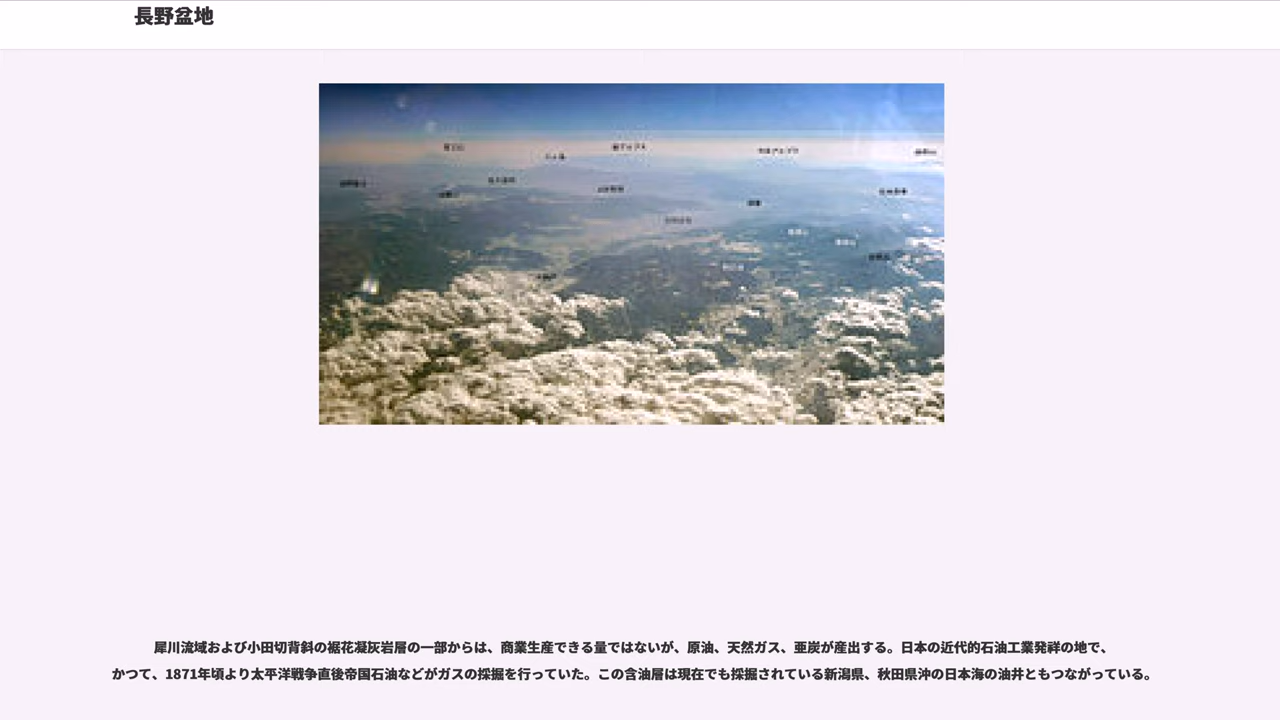 長野盆地
犀川流域および小田切背斜の裾花凝灰岩層の一部からは、商業生産できる量ではないが、原油、天然ガス、亜炭が産出する。日本の近代的石油工業発祥の地で、
かつて、1871年頃より太平洋戦争直後帝国石油などがガスの採掘を行っていた。この含油層は現在でも採掘されている新潟県、秋田県沖の日本海の油井ともつながっている。